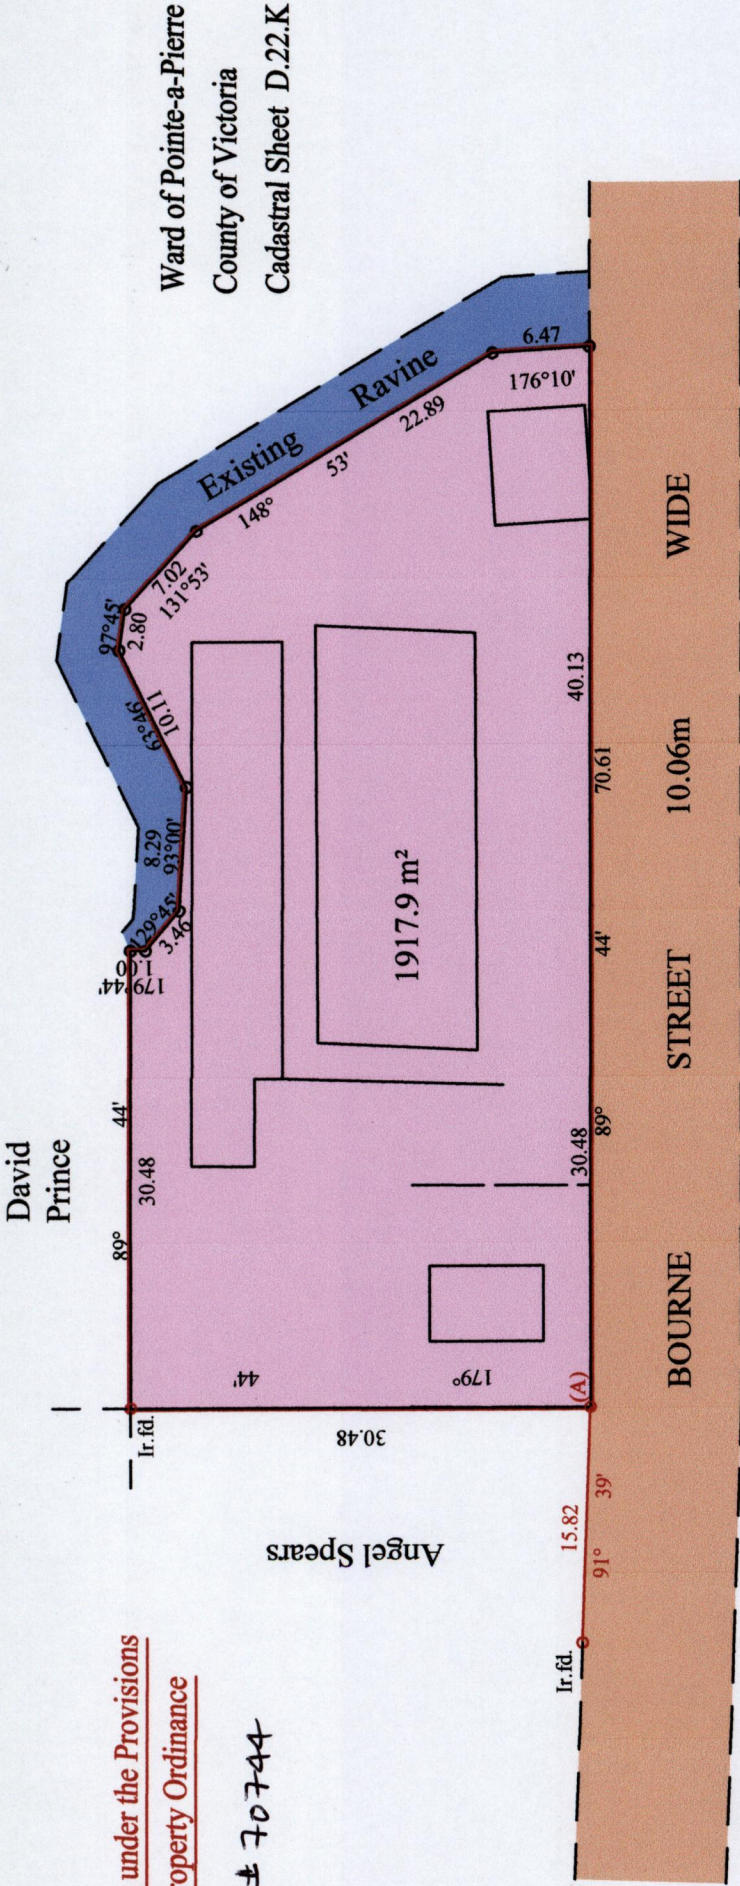 under the Provisions
operty Ordinance
# 70744
David
Prince
Ward of Pointe-a-Pierre
County of Victoria
Cadastral Sheet D.22.K
Angel Spears
Ir.fd.
Ir.fd.
15.82
91° 39'
(A)
30.48
179° 44'
89° 44'
30.48
179°44'
1.00
129°45'
3.46
8.29
93°00'
63°46
10.11
97°45'
2.80
7.02
131°53'
148° 53'
22.89
Existing Ravine
6.47
176°10'
1917.9 m²
30.48
40.13
89° 44' 70.61
BOURNE STREET 10.06m WIDE